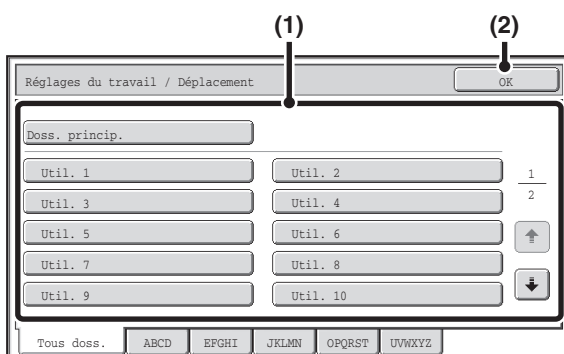 (1) (2)
Réglages du travail / Déplacement OK
Doss. princip.
Util. 1 Util. 2 1
Util. 3 Util. 4 2
Util. 5 Util. 6
Util. 7 Util. 8
Util. 9 Util. 10
Tous doss. ABCD EFGHI JKLMN OPQRST UVWXYZ